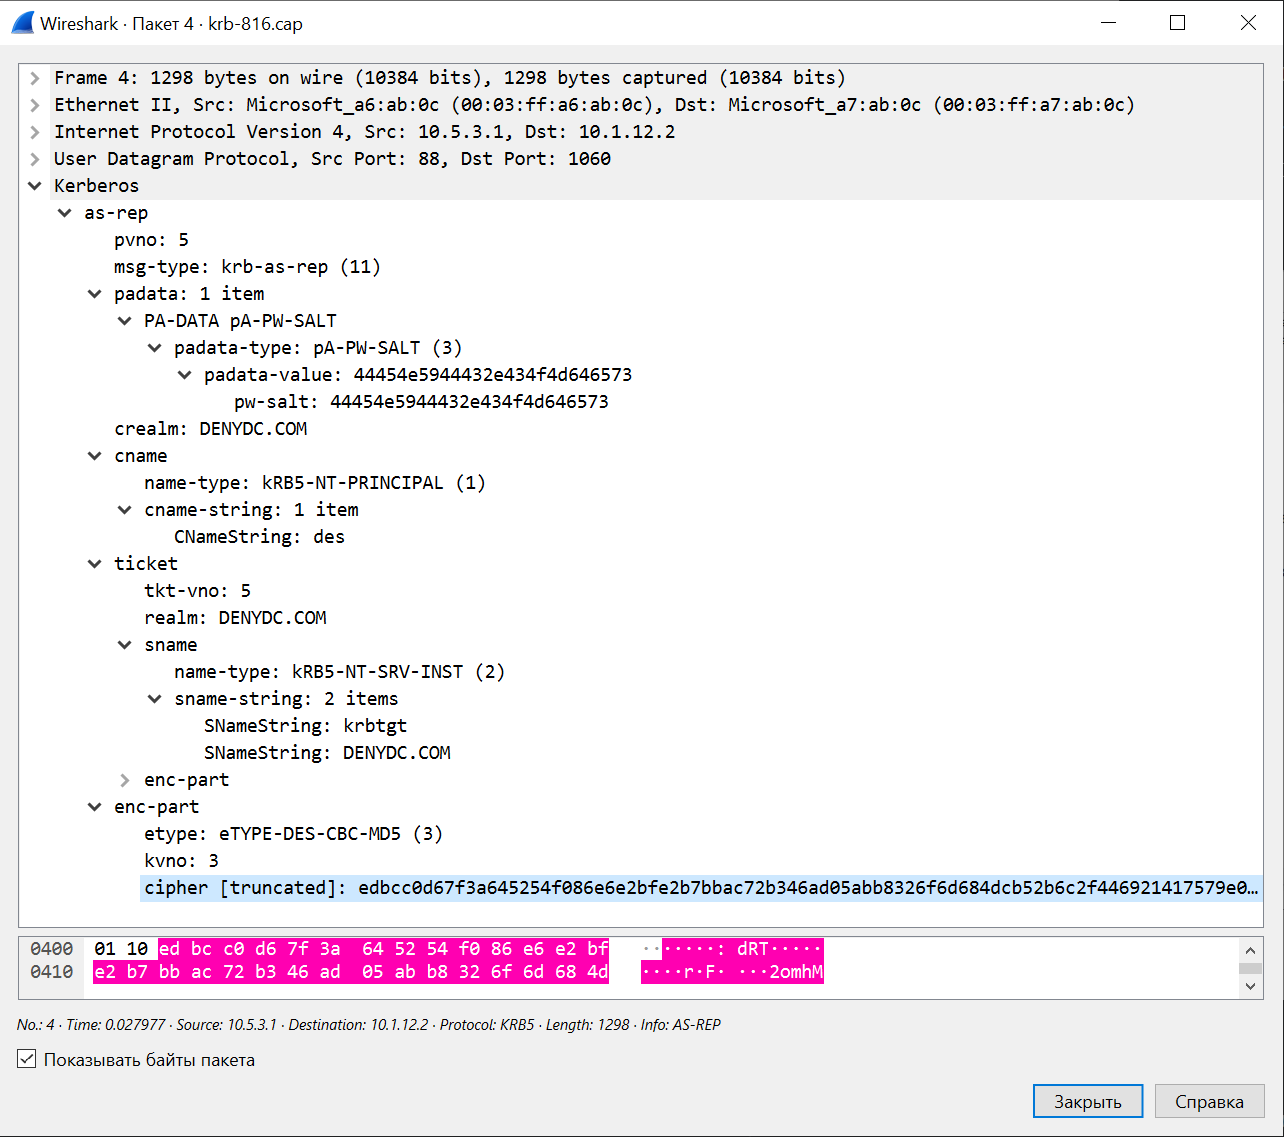 Wireshark · Пакет 4 · krb-816.cap
Frame 4: 1298 bytes on wire (10384 bits), 1298 bytes captured (10384 bits)
Ethernet II, Src: Microsoft_a6:ab:0c (00:03:ff:a6:ab:0c), Dst: Microsoft_a7:ab:0c (00:03:ff:a7:ab:0c)
Internet Protocol Version 4, Src: 10.5.3.1, Dst: 10.1.12.2
User Datagram Protocol, Src Port: 88, Dst Port: 1060
Kerberos
as-rep
pvno: 5
msg-type: krb-as-rep (11)
padata: 1 item
PA-DATA pA-PW-SALT
padata-type: pA-PW-SALT (3)
padata-value: 44454e5944432e434f4d646573
pw-salt: 44454e5944432e434f4d646573
crealm: DENYDC.COM
cname
name-type: kRB5-NT-PRINCIPAL (1)
cname-string: 1 item
CNameString: des
ticket
tkt-vno: 5
realm: DENYDC.COM
sname
name-type: kRB5-NT-SRV-INST (2)
sname-string: 2 items
SNameString: krbtgt
SNameString: DENYDC.COM
enc-part
enc-part
etype: eTYPE-DES-CBC-MD5 (3)
kvno: 3
cipher [truncated]: edbcc0d67f3a645254f086e6e2bfe2b7bbac72b346ad05abb8326f6d684dcb52b6c2f446921417579e0…
0400 01 10 ed bc c0 d6 7f 3a 64 52 54 f0 86 e6 e2 bf ·······: dRT·····
0410 e2 b7 bb ac 72 b3 46 ad 05 ab b8 32 6f 6d 68 4d ····r·F· ···2omhM
No.: 4 · Time: 0.027977 · Source: 10.5.3.1 · Destination: 10.1.12.2 · Protocol: KRB5 · Length: 1298 · Info: AS-REP
Показывать байты пакета
Закрыть Справка